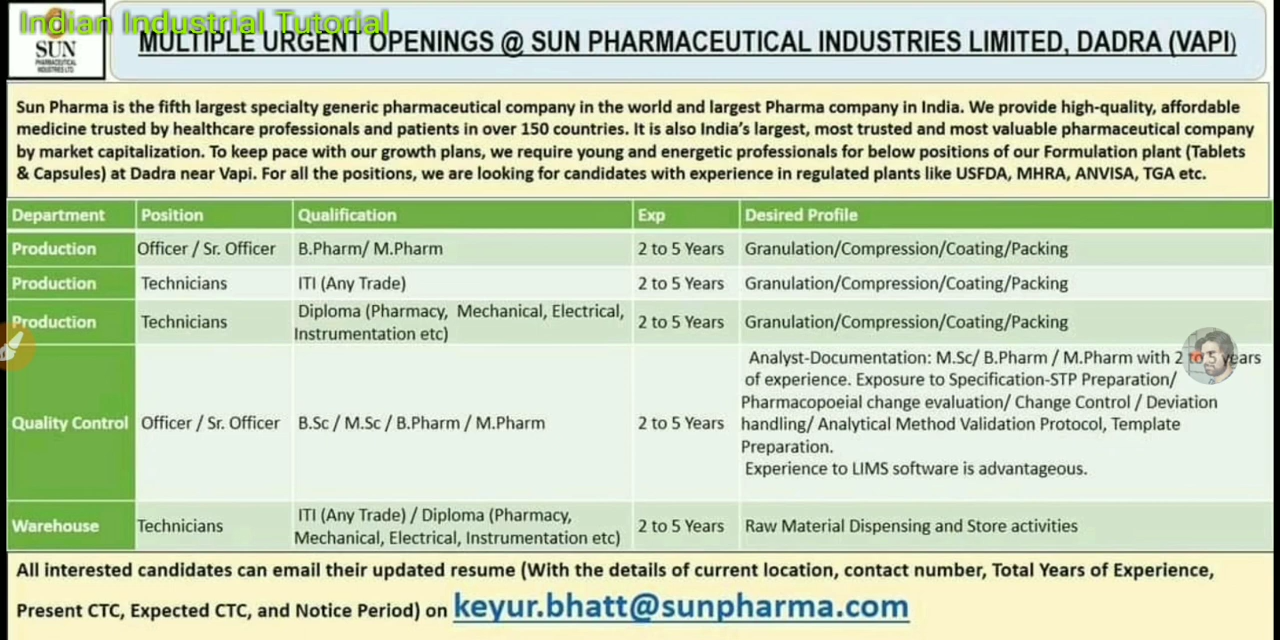 Indian Industrial Tutorial
SUN
PHARMACEUTICAL
INDUSTRIES LTD.
MULTIPLE URGENT OPENINGS @ SUN PHARMACEUTICAL INDUSTRIES LIMITED, DADRA (VAPI)
Sun Pharma is the fifth largest specialty generic pharmaceutical company in the world and largest Pharma company in India. We provide high-quality, affordable
medicine trusted by healthcare professionals and patients in over 150 countries. It is also India's largest, most trusted and most valuable pharmaceutical company
by market capitalization. To keep pace with our growth plans, we require young and energetic professionals for below positions of our Formulation plant (Tablets
& Capsules) at Dadra near Vapi. For all the positions, we are looking for candidates with experience in regulated plants like USFDA, MHRA, ANVISA, TGA etc.
Department Position Qualification Exp Desired Profile
Production Officer / Sr. Officer B.Pharm/ M.Pharm 2 to 5 Years Granulation/Compression/Coating/Packing
Production Technicians ITI (Any Trade) 2 to 5 Years Granulation/Compression/Coating/Packing
Production Technicians Diploma (Pharmacy, Mechanical, Electrical,
Instrumentation etc) 2 to 5 Years Granulation/Compression/Coating/Packing
Quality Control Officer / Sr. Officer B.Sc / M.Sc / B.Pharm / M.Pharm 2 to 5 Years
Analyst-Documentation: M.Sc/ B.Pharm / M.Pharm with 2 to 5 years
of experience. Exposure to Specification-STP Preparation/
Pharmacopoeial change evaluation/ Change Control / Deviation
handling/ Analytical Method Validation Protocol, Template
Preparation.
Experience to LIMS software is advantageous.
Warehouse Technicians ITI (Any Trade) / Diploma (Pharmacy,
Mechanical, Electrical, Instrumentation etc) 2 to 5 Years Raw Material Dispensing and Store activities
All interested candidates can email their updated resume (With the details of current location, contact number, Total Years of Experience,
Present CTC, Expected CTC, and Notice Period) on keyur.bhatt@sunpharma.com